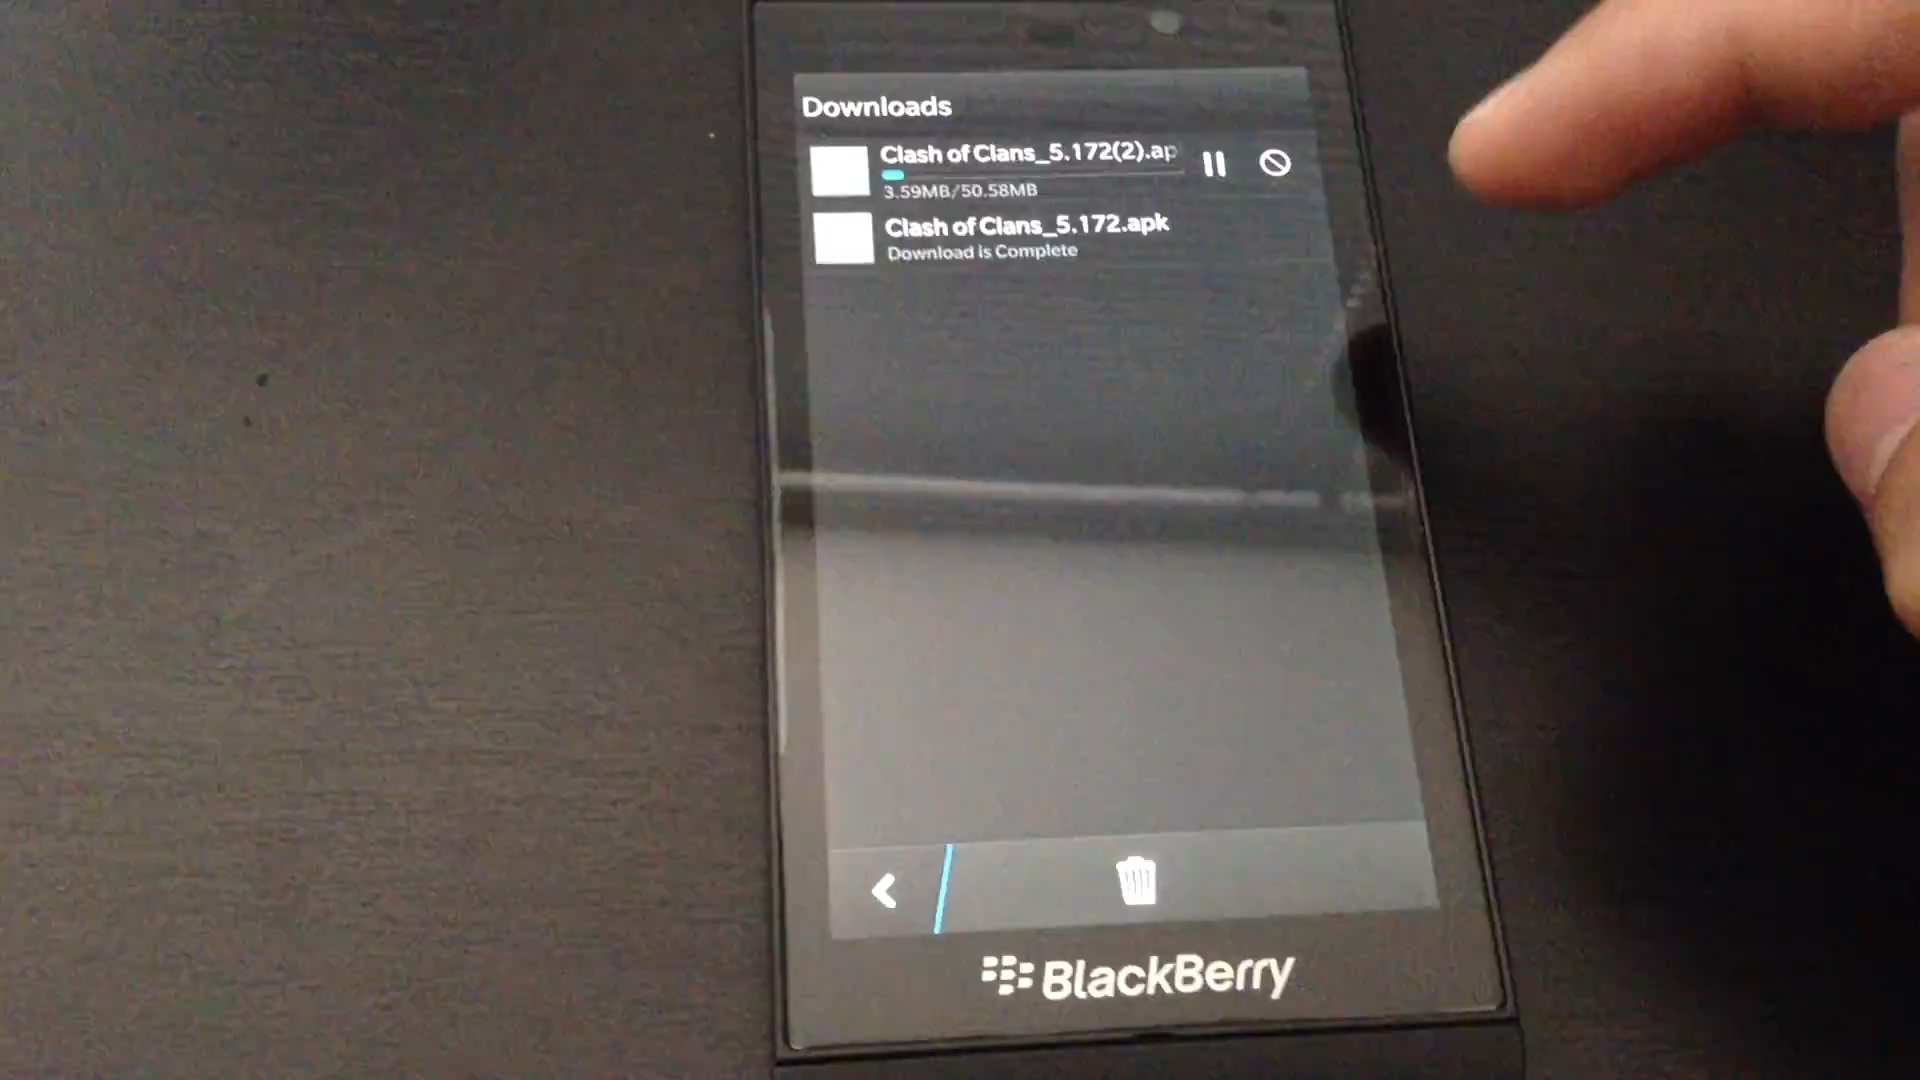 Downloads
Clash of Clans_5.172(2).ap
3.59MB/50.58MB
Clash of Clans_5.172.apk
Download is Complete
BlackBerry